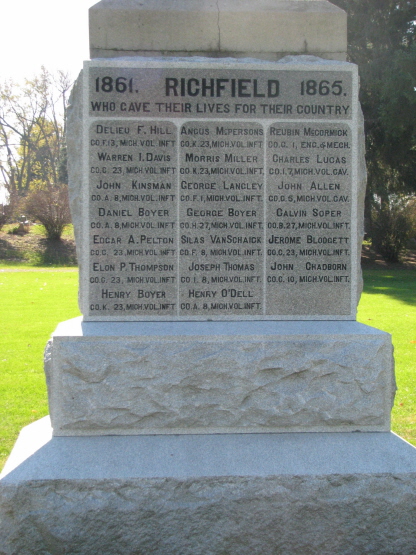 1861. RICHFIELD 1865.
WHO GAVE THEIR LIVES FOR THEIR COUNTRY
DELIEU F. HILL
CO. F. 13, MICH. VOL. INFT
WARREN I. DAVIS
CO. G. 23, MICH. VOL. INFT.
JOHN KINSMAN
CO. A. 8, MICH. VOL. INFT.
DANIEL BOYER
CO. A. 8, MICH. VOL. INFT.
EDGAR A. PELTON
CO. G. 23, MICH. VOL. INFT.
ELON P. THOMPSON
CO. G. 23, MICH. VOL. INFT.
HENRY BOYER
CO. K. 23, MICH. VOL. INFT.
ANGUS MCPERSONS
CO. K. 23, MICH. VOL. INFT.
MORRIS MILLER
CO. K. 23, MICH. VOL. INFT.
GEORGE LANGLEY
CO. F. 1, MICH. VOL. INFT.
GEORGE BOYER
CO. H. 27, MICH. VOL. INFT.
SILAS VANSCHAICK
CO. F. 8, MICH. VOL. INFT.
JOSEPH THOMAS
CO. I. 8, MICH. VOL. INFT.
HENRY O'DELL
CO. A. 8, MICH. VOL. INFT.
REUBIN MCCORMICK
CO. G. 1, ENG. & MECH.
CHARLES LUCAS
CO. I. 7, MICH. VOL. CAV.
JOHN ALLEN
CO. G. 5, MICH. VOL. CAV.
CALVIN SOPER
CO. B. 27, MICH. VOL. INFT.
JEROME BLODGETT
CO. G. 23, MICH. VOL. INFT.
JOHN CHADBORN
CO. G. 10, MICH. VOL. INFT.